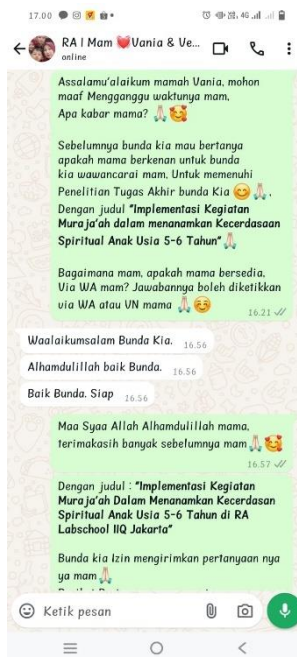 17.00
4G
RA I Mam ❤️Vania & Ve...
online
Assalamu'alaikum mamah Vania, mohon
maaf Mengganggu waktunya mam,
Apa kabar mama? 🙏🏻🥰
Sebelumnya bunda kia mau bertanya
apakah mama berkenan untuk bunda
kia wawancarai mam, Untuk memenuhi
Penelitian Tugas Akhir bunda Kia 😊🙏🏻,
Dengan judul "Implementasi Kegiatan
Muraja'ah dalam menanamkan Kecerdasaan
Spiritual Anak Usia 5-6 Tahun"🙏🏻
Bagaimana mam, apakah mama bersedia,
Via WA mam? Jawabannya boleh diketikkan
via WA atau VN mama 🙏🏻☺️
16.21
Waalaikumsalam Bunda Kia. 16.56
Alhamdulillah baik Bunda. 16.56
Baik Bunda. Siap 16.56
Maa Syaa Allah Alhamdulillah mama,
terimakasih banyak sebelumnya mam🙏🏻🥰
16.57
Dengan judul : "Implementasi Kegiatan
Muraja'ah Dalam Menanamkan Kecerdasan
Spiritual Anak Usia 5-6 Tahun di RA
Labschool IIQ Jakarta"
Bunda kia Izin mengirimkan pertanyaan nya
ya mam🙏🏻
Ketik pesan